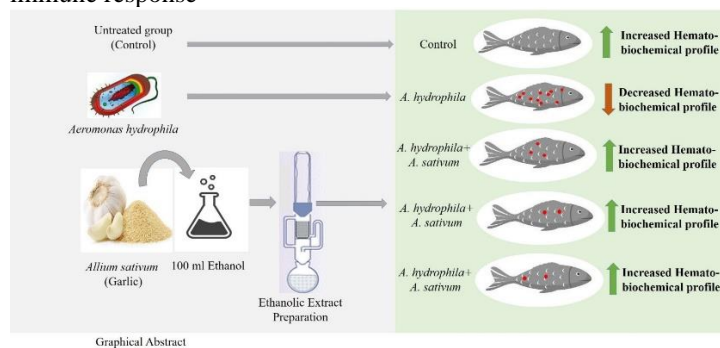 immune response
Untreated group
(Control)
Control
Increased Hemato-
biochemical profile
Aeromonas hydrophila
A. hydrophila
Decreased Hemato-
biochemical profile
A. hydrophila+
A. sativum
Increased Hemato-
biochemical profile
Allium sativum
(Garlic)
100 ml Ethanol
Ethanolic Extract
Preparation
A. hydrophila+
A. sativum
Increased Hemato-
biochemical profile
A. hydrophila+
A. sativum
Increased Hemato-
biochemical profile
Graphical Abstract